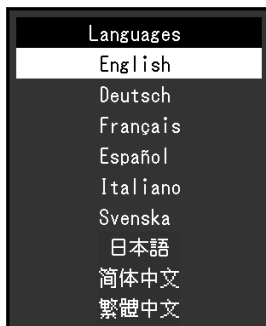 Languages
English
Deutsch
Français
Español
Italiano
Svenska
日本語
简体中文
繁體中文